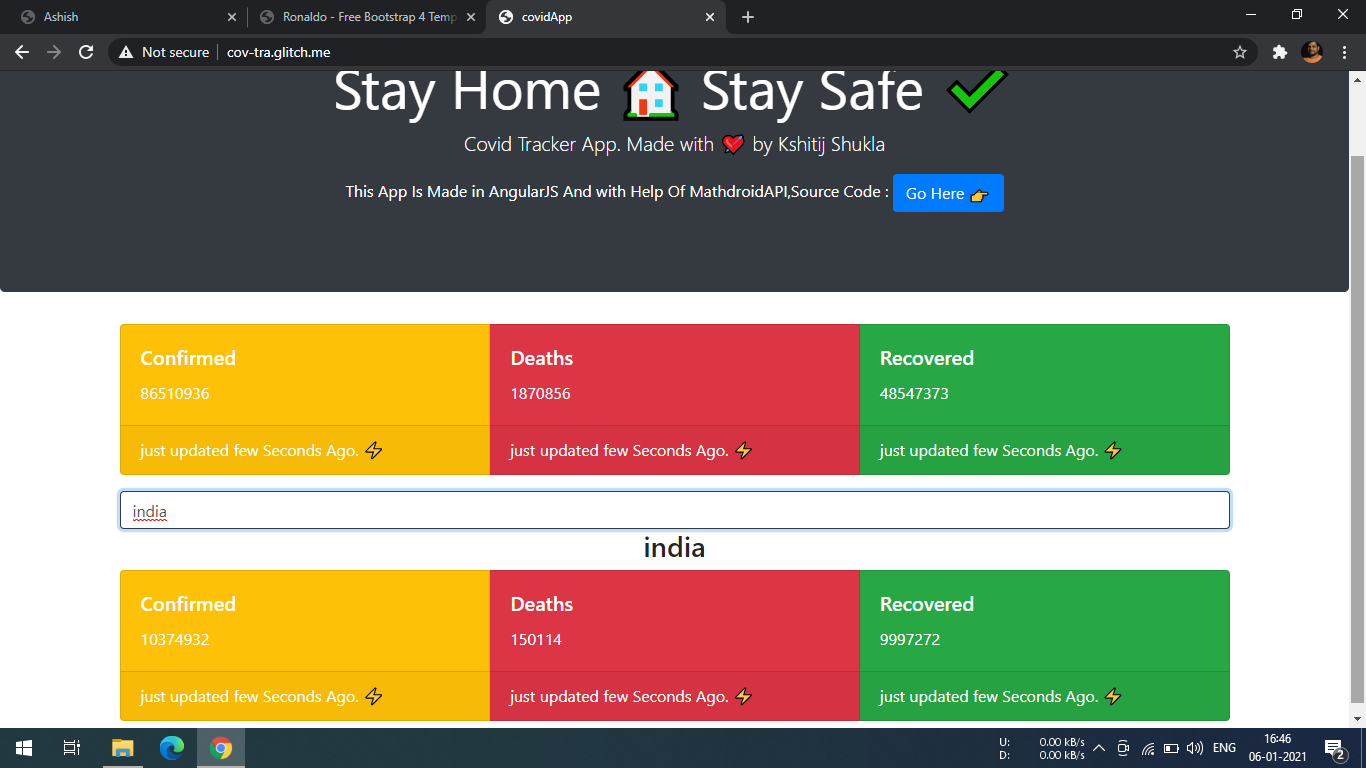 Ashish
Ronaldo - Free Bootstrap 4 Temp
covidApp
Not secure
cov-tra.glitch.me
Stay Home 🏠 Stay Safe ✔
Covid Tracker App. Made with 💘 by Kshitij Shukla
This App Is Made in AngularJS And with Help Of MathdroidAPI,Source Code : Go Here 👉
Confirmed
86510936
just updated few Seconds Ago. ⚡
Deaths
1870856
just updated few Seconds Ago. ⚡
Recovered
48547373
just updated few Seconds Ago. ⚡
india
india
Confirmed
10374932
just updated few Seconds Ago. ⚡
Deaths
150114
just updated few Seconds Ago. ⚡
Recovered
9997272
just updated few Seconds Ago. ⚡
U: 0.00 kB/s
D: 0.00 kB/s
ENG
16:46
06-01-2021
2